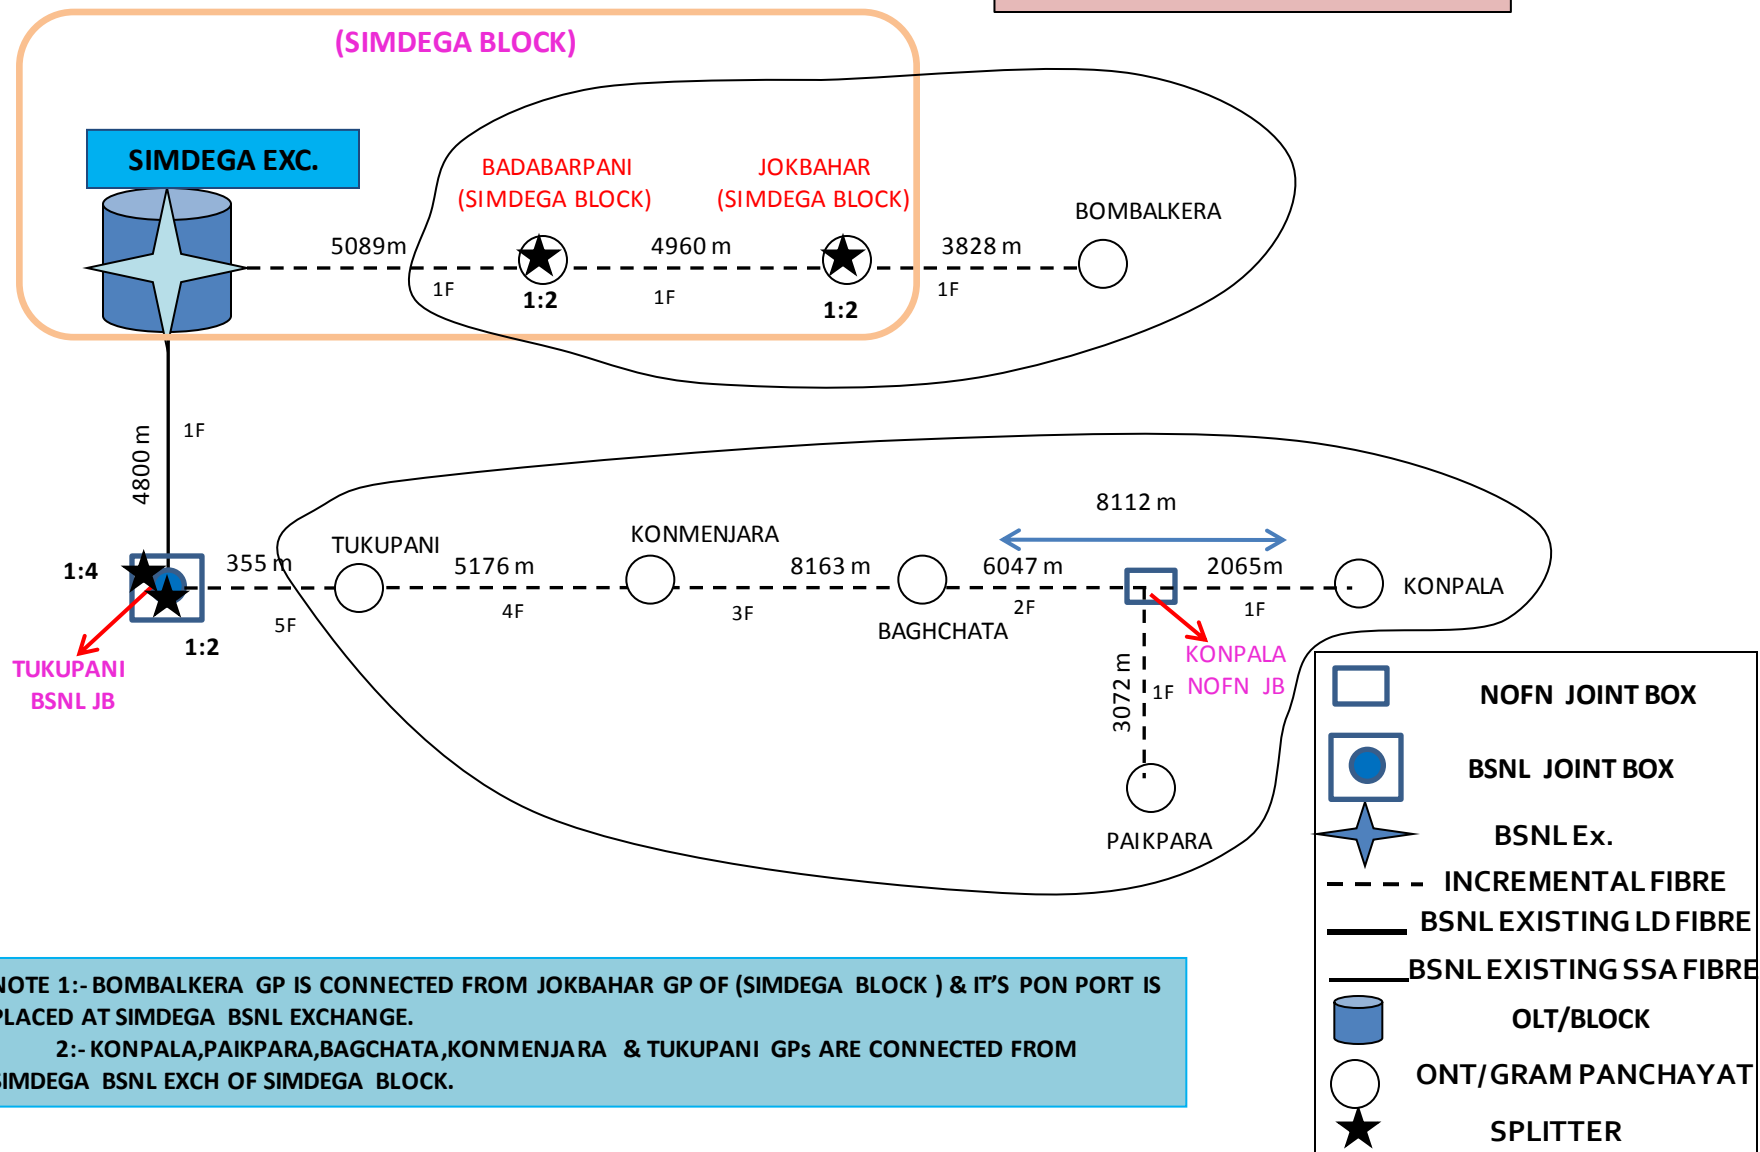 (SIMDEGA BLOCK)
SIMDEGA EXC.
BADABARPANI
(SIMDEGA BLOCK)
JOKBAHAR
(SIMDEGA BLOCK)
BOMBALKERA
5089m
4960 m
3828 m
1F
1F
1F
1:2
1:2
4800 m
1F
1:4
1:2
TUKUPANI
BSNL JB
355 m
5F
TUKUPANI
5176 m
4F
KONMENJARA
8163 m
3F
BAGHCHATA
8112 m
6047 m
2F
2065m
1F
KONPALA
KONPALA
NOFN JB
3072 m
1F
PAIKPARA
NOFN JOINT BOX
BSNL JOINT BOX
BSNL Ex.
INCREMENTAL FIBRE
BSNL EXISTING LD FIBRE
BSNL EXISTING SSA FIBRE
OLT/BLOCK
ONT/GRAM PANCHAYAT
SPLITTER
NOTE 1:- BOMBALKERA GP IS CONNECTED FROM JOKBAHAR GP OF (SIMDEGA BLOCK ) & IT'S PON PORT IS
PLACED AT SIMDEGA BSNL EXCHANGE.
2:- KONPALA,PAIKPARA,BAGCHATA,KONMENJARA & TUKUPANI GPs ARE CONNECTED FROM
SIMDEGA BSNL EXCH OF SIMDEGA BLOCK.